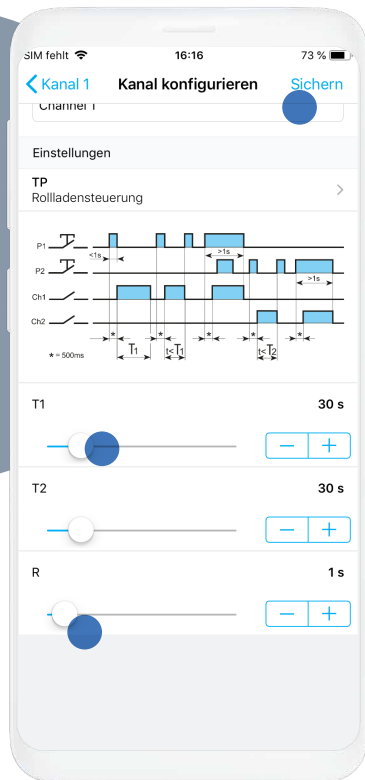 SIM fehlt 16:16 73 %
Kanal 1 Kanal konfigurieren Sichern
Channel 1
Einstellungen
TP
Rollladensteuerung
P1 <1s >1s
P2 >1s
Ch1
Ch2
* * * * *
* = 500ms T1 t<T1 t<T2
T1 30 s
− +
T2 30 s
− +
R 1 s
− +